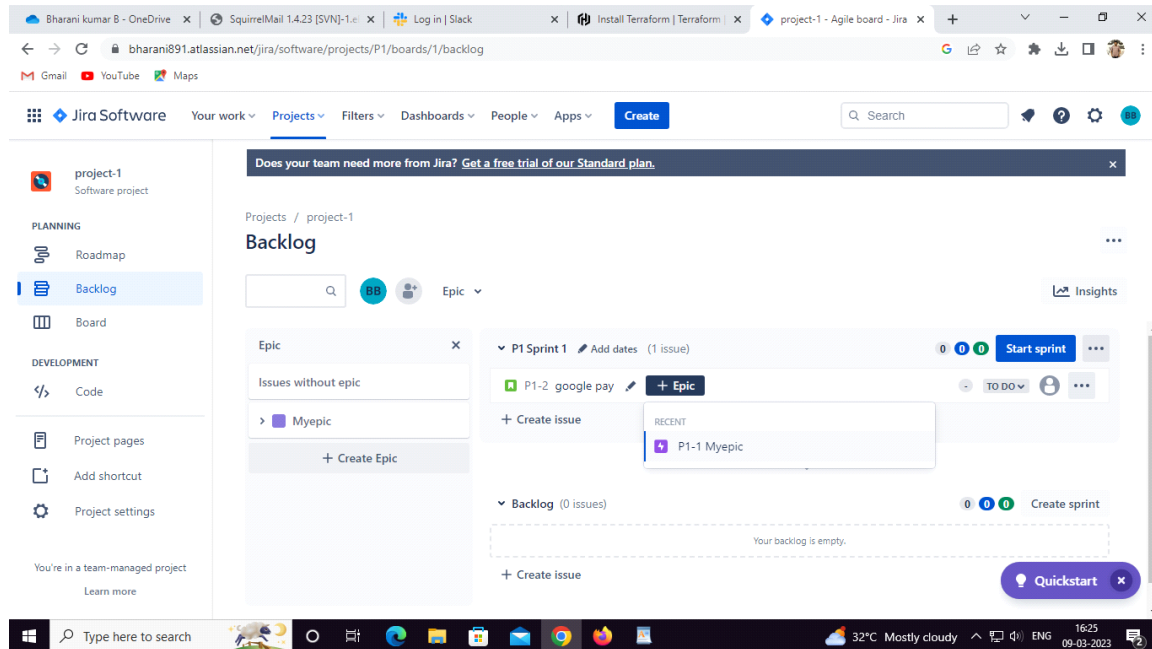 Bharani kumar B - OneDrive
SquirrelMail 1.4.23 [SVN]-1.e
Log in | Slack
Install Terraform | Terraform
project-1 - Agile board - Jira
bharani891.atlassian.net/jira/software/projects/P1/boards/1/backlog
Gmail YouTube Maps
Jira Software Your work Projects Filters Dashboards People Apps Create Search BB
Does your team need more from Jira? Get a free trial of our Standard plan.
project-1
Software project
PLANNING
Roadmap
Backlog
Board
DEVELOPMENT
Code
Project pages
Add shortcut
Project settings
You're in a team-managed project
Learn more
Projects / project-1
Backlog
BB Epic Insights
Epic
Issues without epic
Myepic
+ Create Epic
P1 Sprint 1 Add dates (1 issue) 0 0 0 Start sprint
P1-2 google pay + Epic - TO DO
+ Create issue
RECENT
P1-1 Myepic
Backlog (0 issues) 0 0 0 Create sprint
Your backlog is empty.
+ Create issue
Quickstart
Type here to search
32°C Mostly cloudy ENG
16:25
09-03-2023
2